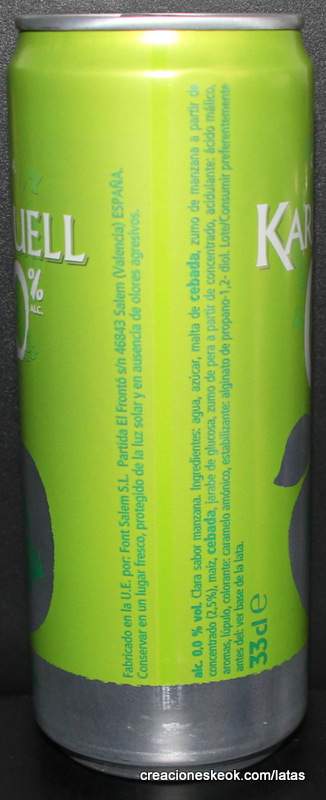 UELL
0%
ALC.
Fabricado en la U.E. por: Font Salem S.L. Partida El Frontó s/n 46843 Salem (Valencia) ESPAÑA.
Conservar en un lugar fresco, protegido de la luz solar y en ausencia de olores agresivos.
alc. 0,0 % vol. Clara sabor manzana. Ingredientes: agua, azúcar, malta de cebada, zumo de manzana a partir de
concentrado (2,5%), maíz, cebada, jarabe de glucosa, zumo de pera a partir de concentrado, acidulante: ácido málico,
aromas, lúpulo, colorante: caramelo amónico, estabilizante: alginato de propano-1,2- diol. Lote/Consumir preferentemente
antes del: ver base de la lata.
33cl e
KAR
creacioneskeok.com/latas